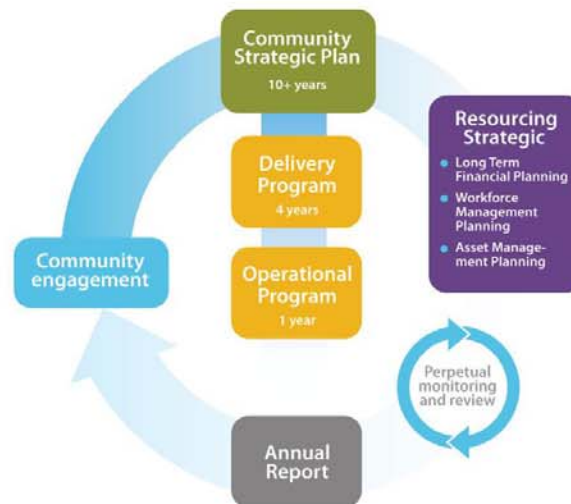 Community
Strategic Plan
10+ years
Resourcing
Strategic
Long Term
Financial Planning
Workforce
Management
Planning
Asset Manage-
ment Planning
Delivery
Program
4 years
Community
engagement
Operational
Program
1 year
Perpetual
monitoring
and review
Annual
Report